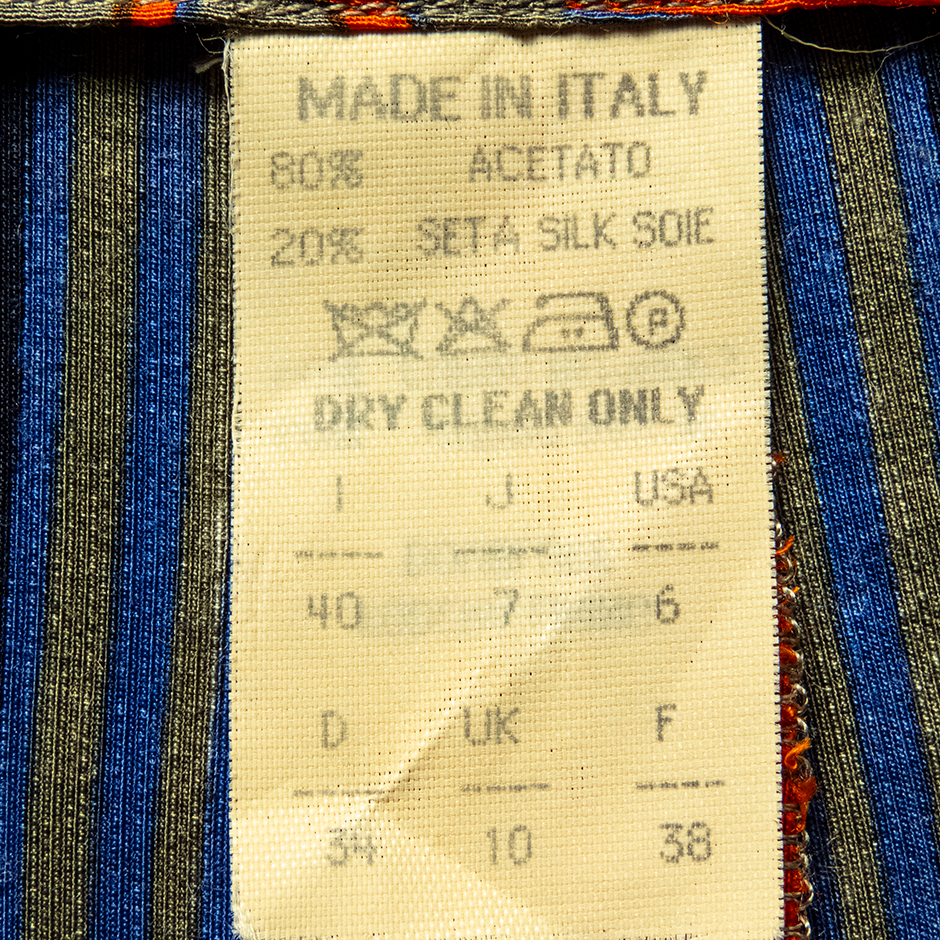 MADE IN ITALY
80% ACETATO
20% SETA SILK SOIE
P
DRY CLEAN ONLY
I J USA
40 7 6
D UK F
34 10 38